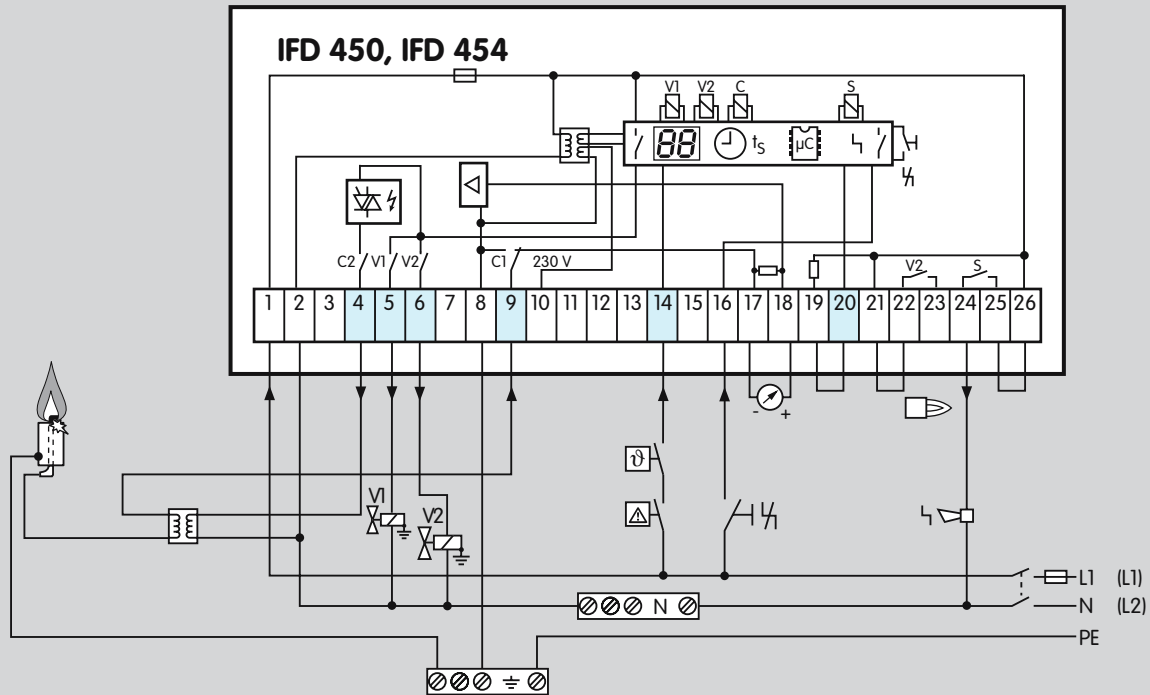 IFD 450, IFD 454
V1 V2 C S
88 tS µC
C2 V1 V2 C1 230 V V2 S
1 2 3 4 5 6 7 8 9 10 11 12 13 14 15 16 17 18 19 20 21 22 23 24 25 26
- +
ϑ
V1
V2
L1 (L1)
N N (L2)
PE